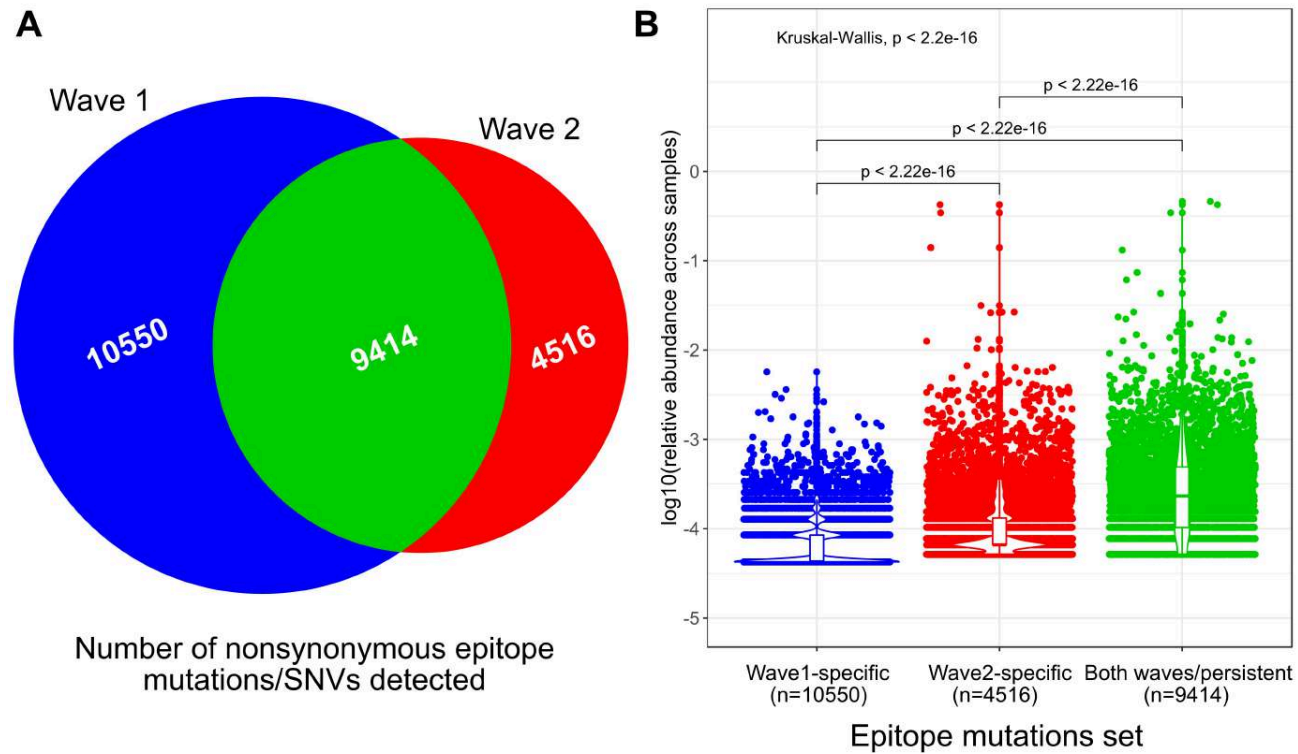 A
Wave 1
Wave 2
10550
9414
4516
Number of nonsynonymous epitope
mutations/SNVs detected
B
Kruskal-Wallis, p < 2.2e-16
p < 2.22e-16
p < 2.22e-16
p < 2.22e-16
log10(relative abundance across samples)
0
-1
-2
-3
-4
-5
Wave1-specific
(n=10550)
Wave2-specific
(n=4516)
Both waves/persistent
(n=9414)
Epitope mutations set